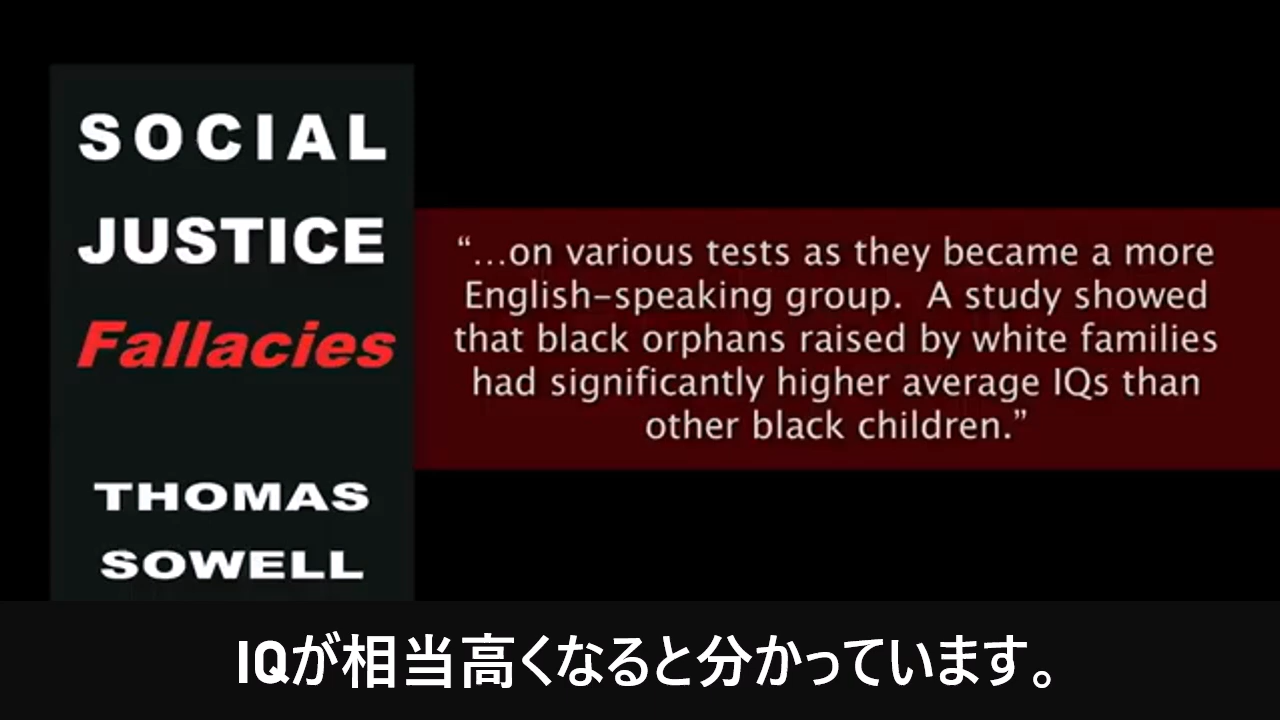 SOCIAL
JUSTICE
Fallacies
THOMAS
SOWELL
“…on various tests as they became a more
English-speaking group. A study showed
that black orphans raised by white families
had significantly higher average IQs than
other black children.”
IQが相当高くなると分かっています。